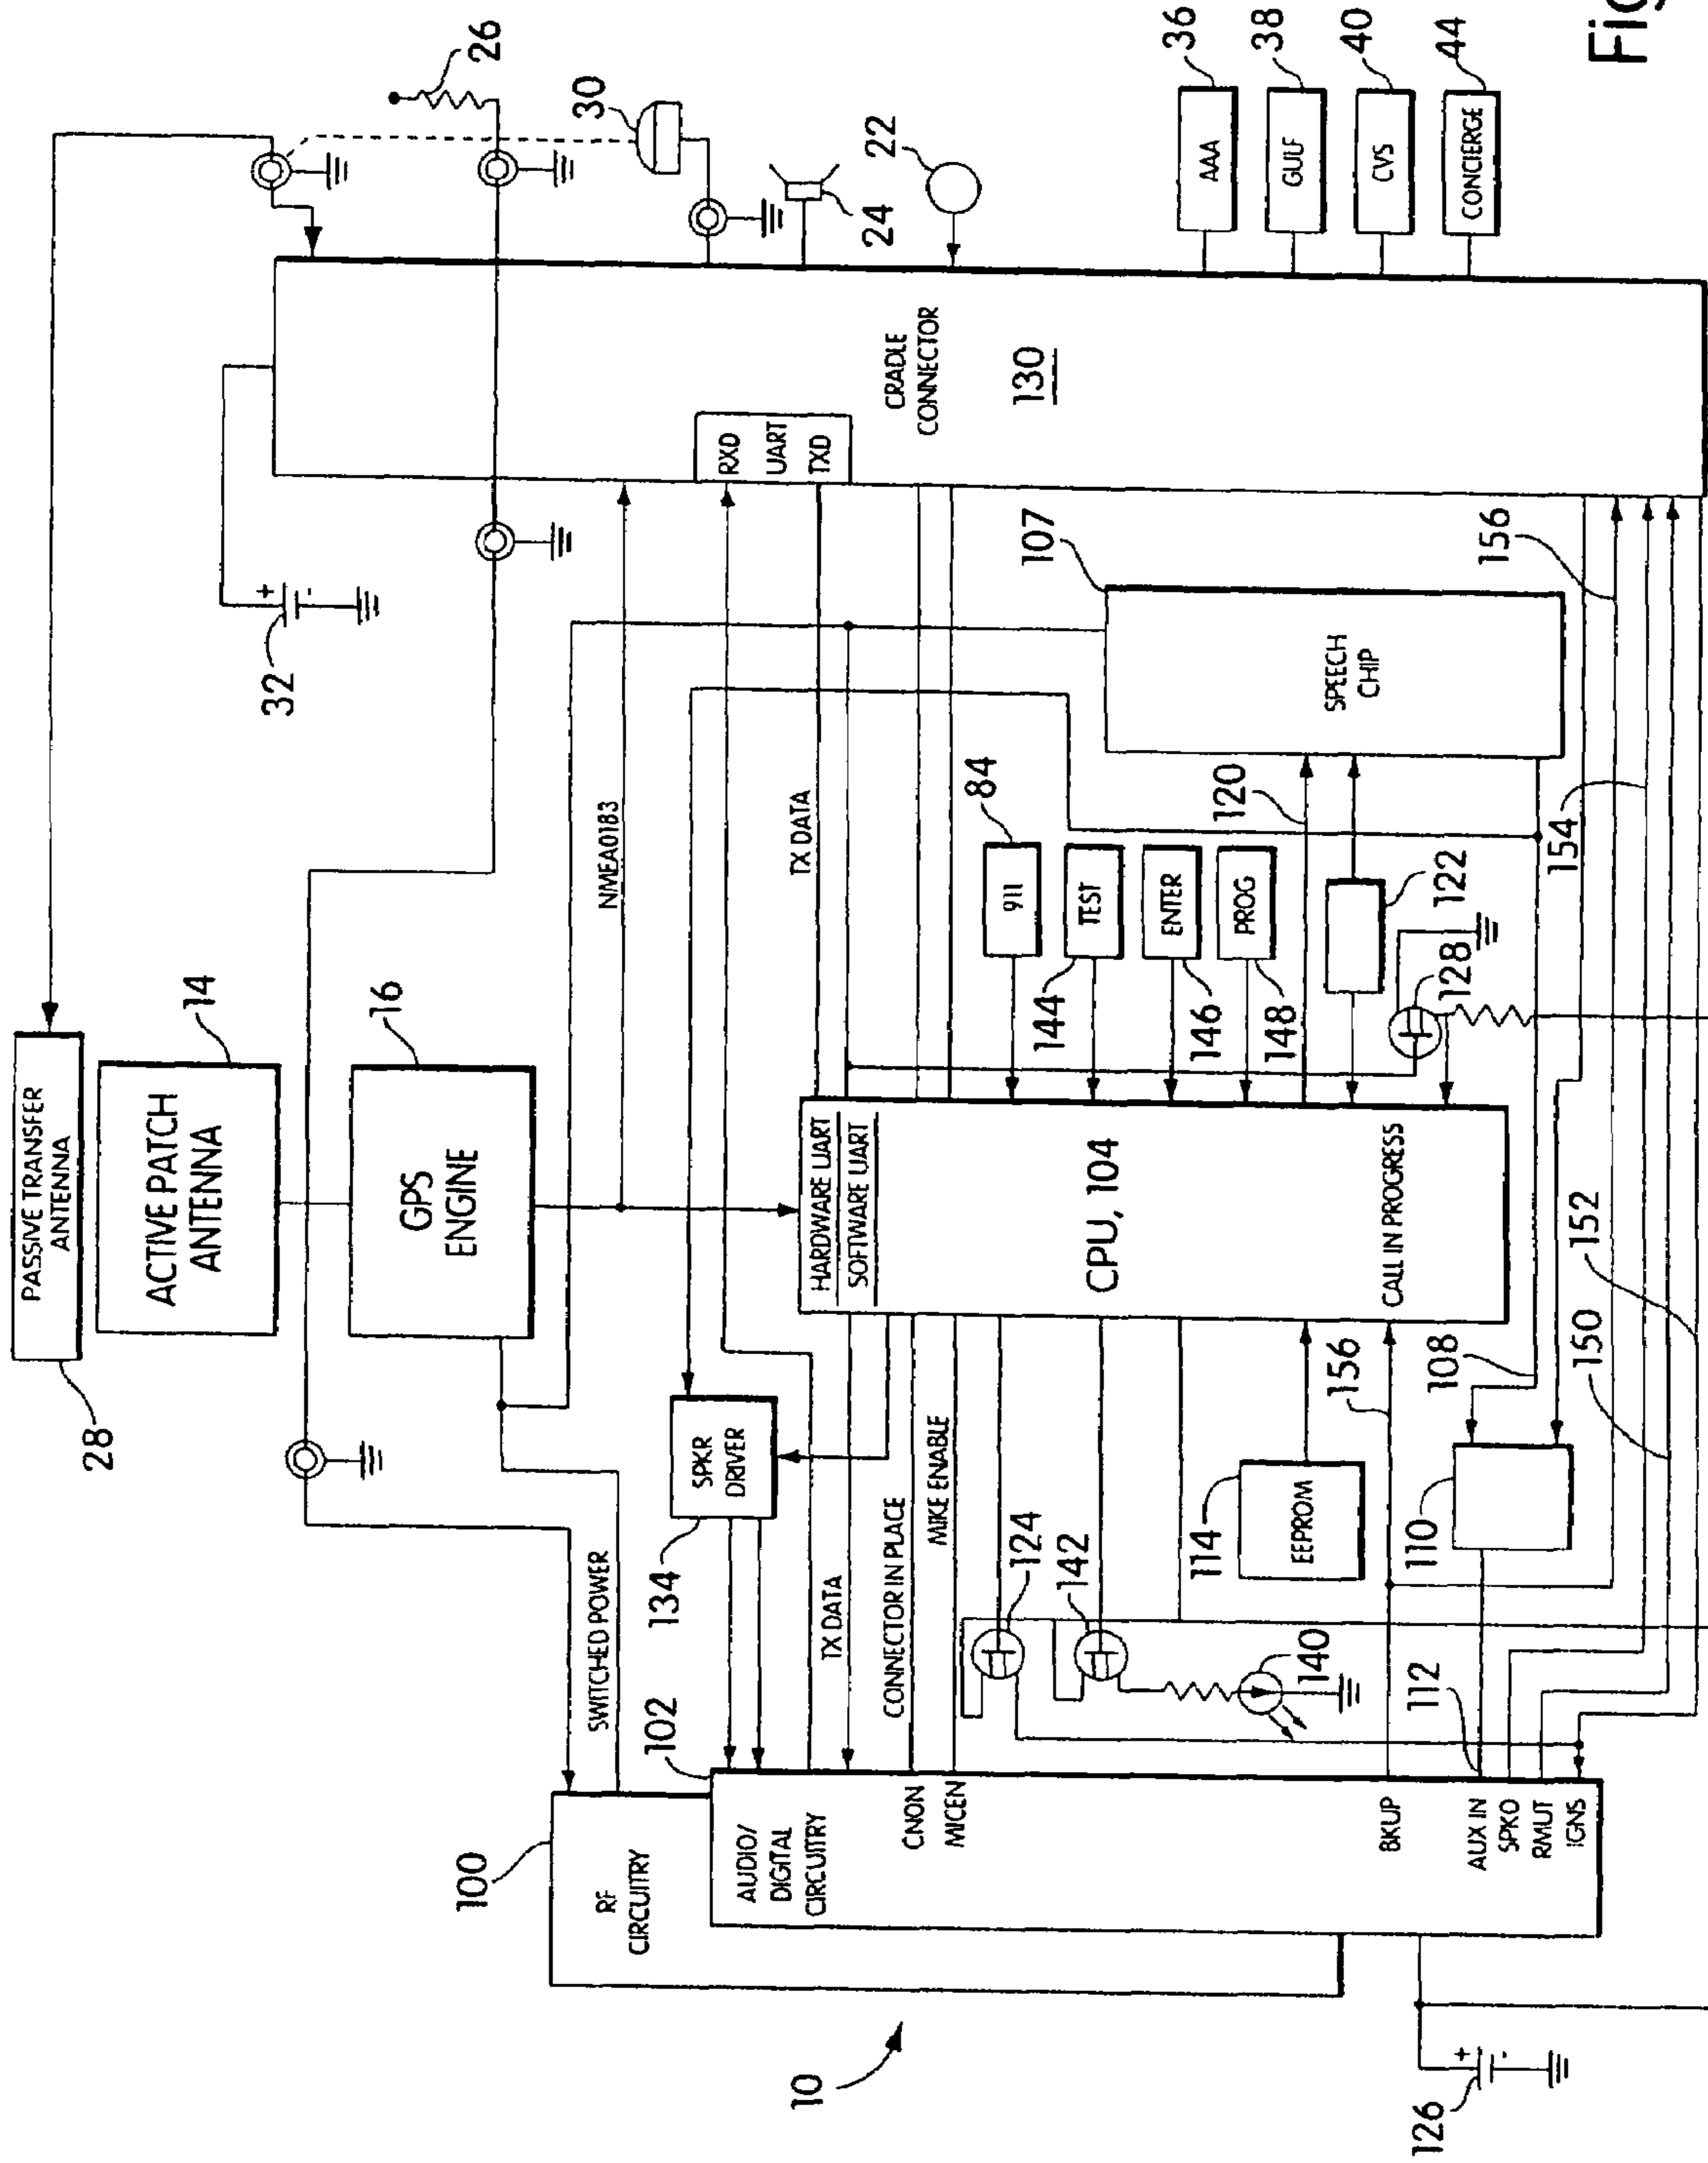 PASSIVE TRANSFER
ANTENNA
28
ACTIVE PATCH
ANTENNA
14
GPS
ENGINE
16
32
+
-
26
30
24
22
SWITCHED POWER
NMEA0183
100
RF
CIRCUITRY
102
AUDIO/
DIGITAL
CIRCUITRY
CNON
MICEN
BKUP
AUX IN
SPKO
RMUT
IGNS
10
126
+
-
134
SPKR
DRIVER
TX DATA
CONNECTOR IN PLACE
MIKE ENABLE
124
142
140
112
114
EEPROM
110
156
108
150
152
HARDWARE UART
SOFTWARE UART
CPU, 104
CALL IN PROGRESS
TX DATA
911
84
TEST
144
ENTER
146
PROG
148
120
122
128
154
156
107
SPEECH
CHIP
RXD
UART
TXD
CRADLE
CONNECTOR
130
AAA
36
GULF
38
CVS
40
CONCIERGE
44
Fig